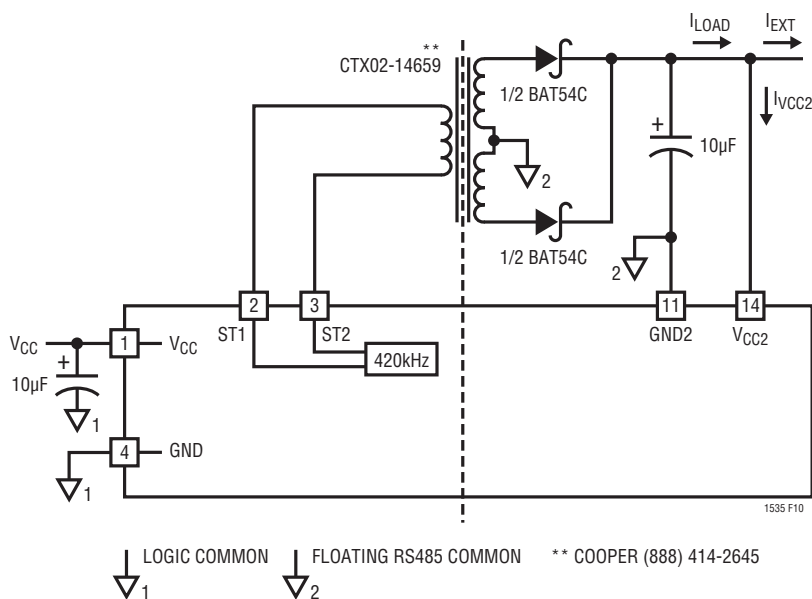 I_LOAD
I_EXT
**
CTX02-14659
1/2 BAT54C
I_VCC2
+
10µF
2
1/2 BAT54C
2
2
3
11
14
ST1
ST2
GND2
V_CC2
V_CC
1
V_CC
420kHz
+
10µF
1
4
GND
1
1535 F10
LOGIC COMMON
1
FLOATING RS485 COMMON
2
** COOPER (888) 414-2645